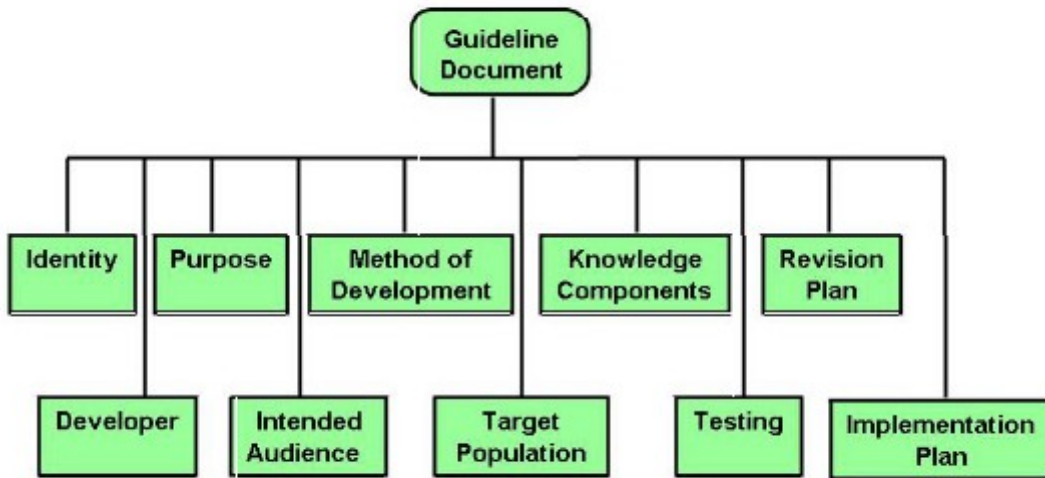 Guideline
Document
Identity
Purpose
Method of
Development
Knowledge
Components
Revision
Plan
Developer
Intended
Audience
Target
Population
Testing
Implementation
Plan